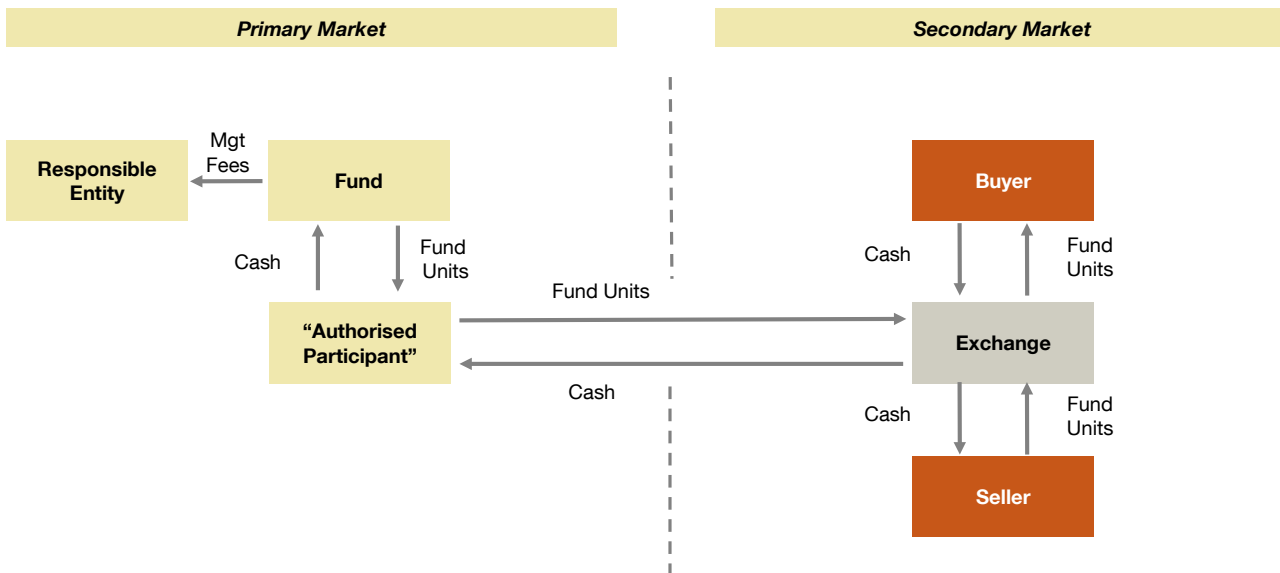 Primary Market
Secondary Market
Mgt
Fees
Responsible
Entity
Fund
Buyer
Cash
Fund
Units
Cash
Fund
Units
Fund Units
“Authorised
Participant”
Exchange
Cash
Cash
Fund
Units
Seller